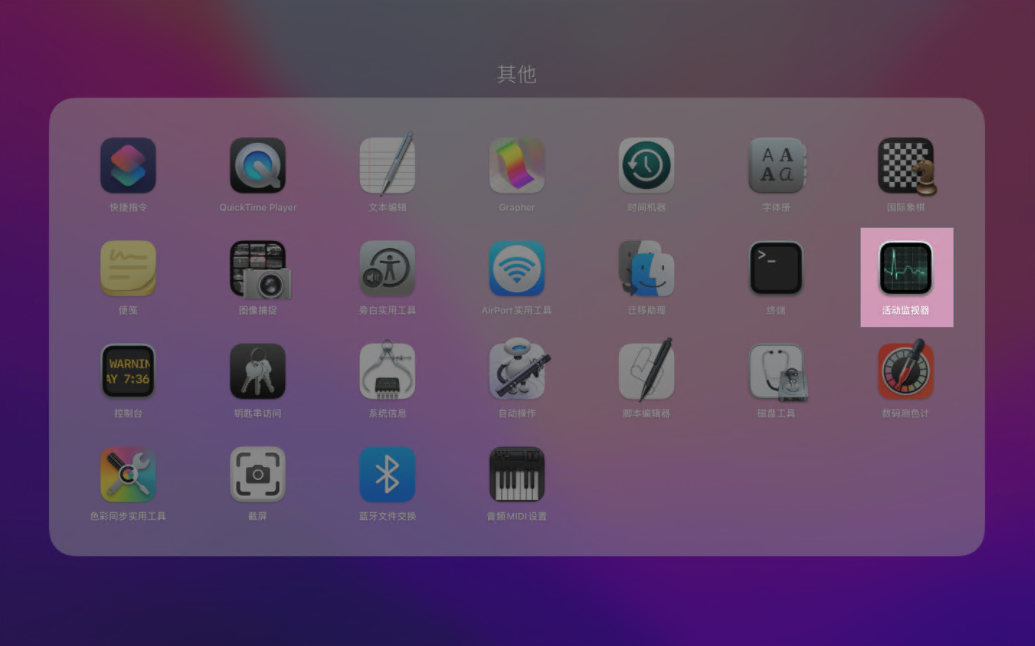 其他
快捷指令
QuickTime Player
文本编辑
Grapher
时间机器
字体册
国际象棋
便笺
图像捕捉
旁白实用工具
AirPort实用工具
迁移助理
>_
终端
活动监视器
WARNIN
AY 7:36
控制台
钥匙串访问
系统信息
自动操作
脚本编辑器
磁盘工具
数码测色计
色彩同步实用工具
截屏
蓝牙文件交换
音频MIDI设置